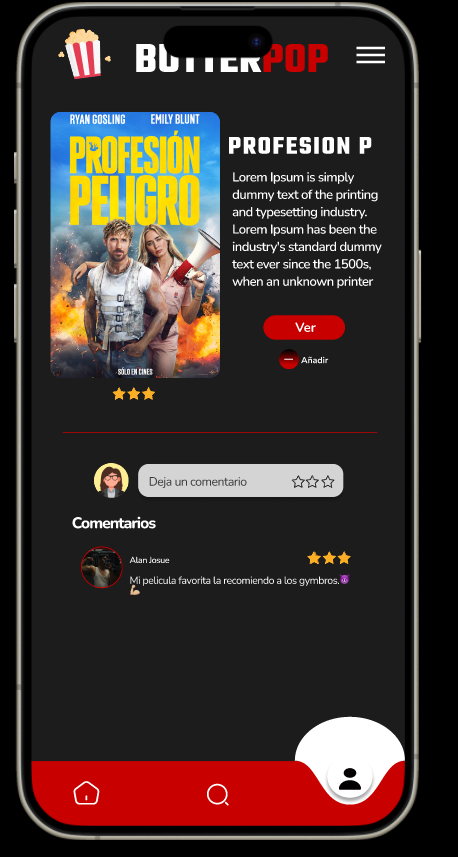 BUTTERPOP
RYAN GOSLING EMILY BLUNT
PROFESIÓN
PELIGRO
SÓLO EN CINES
PROFESION P
Lorem Ipsum is simply
dummy text of the printing
and typesetting industry.
Lorem Ipsum has been the
industry's standard dummy
text ever since the 1500s,
when an unknown printer
Ver
Añadir
Deja un comentario
Comentarios
Alan Josue
Mi pelicula favorita la recomiendo a los gymbros.😈
💪🏼